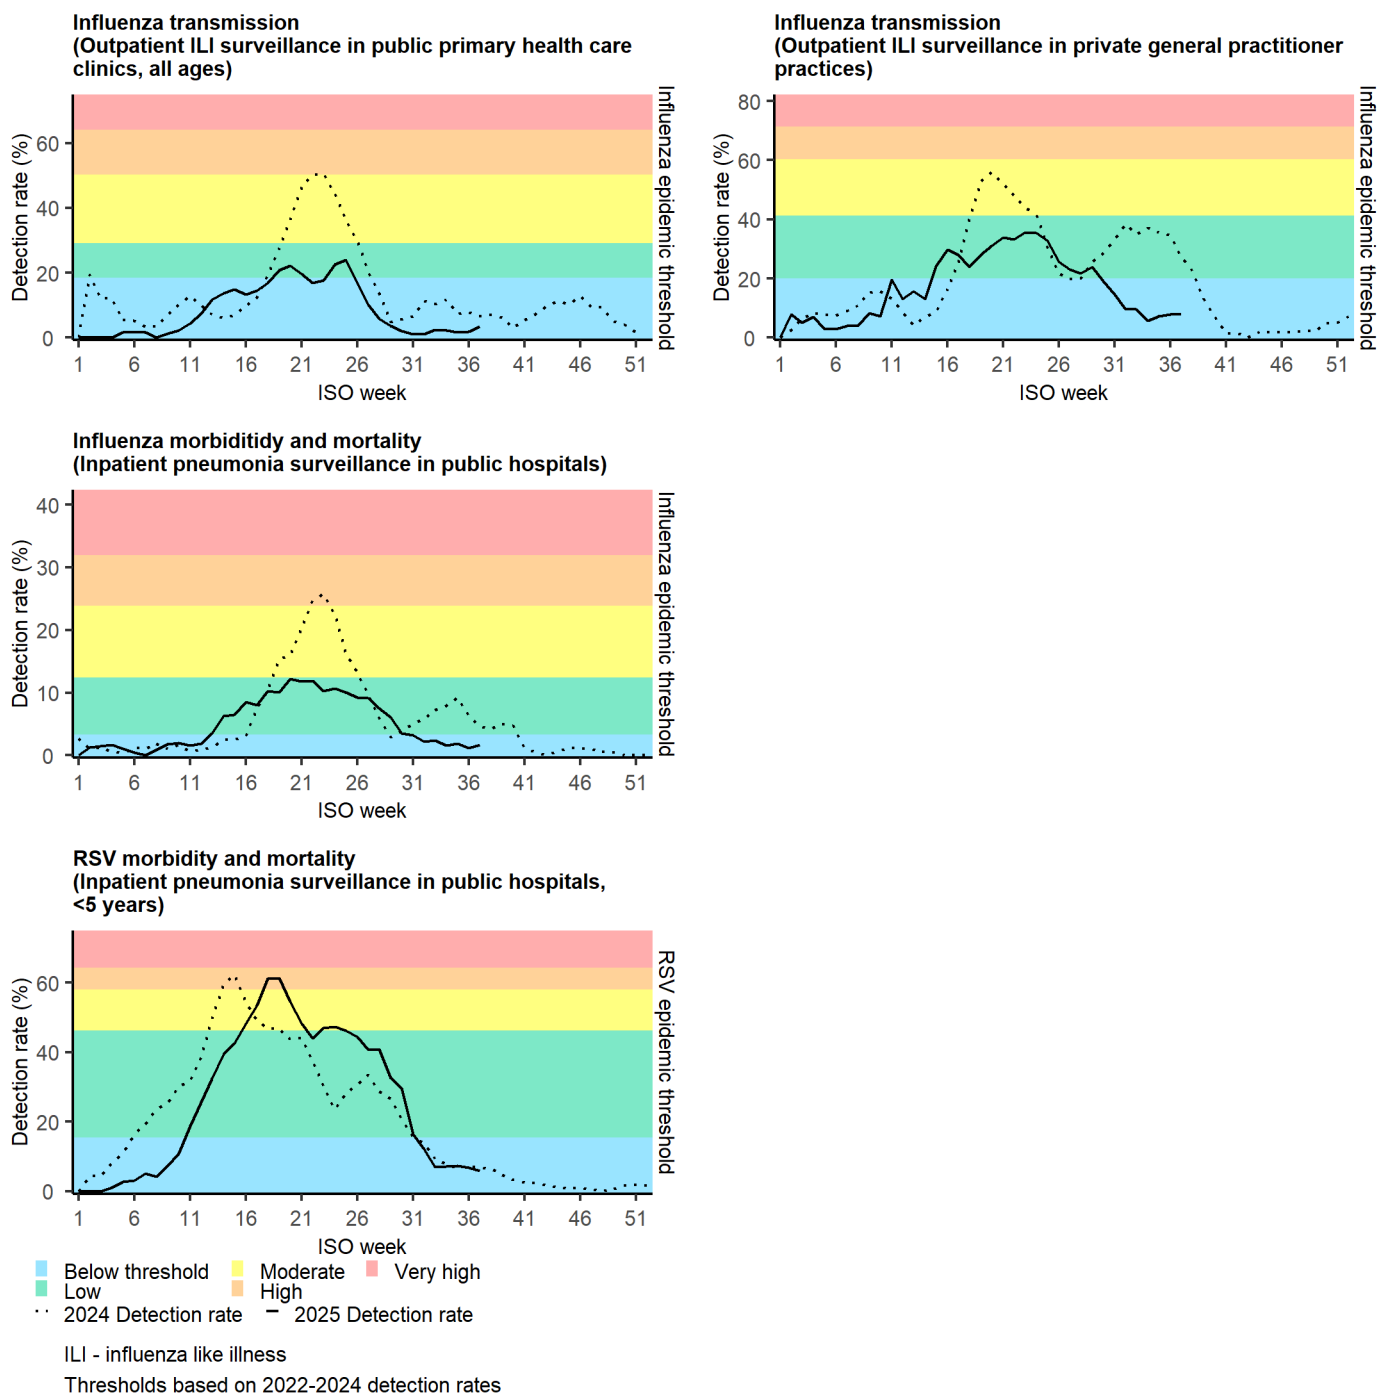 Influenza transmission
(Outpatient ILI surveillance in public primary health care
clinics, all ages)
Detection rate (%)
60
40
20
0
1 6 11 16 21 26 31 36 41 46 51
ISO week
Influenza epidemic threshold
Influenza transmission
(Outpatient ILI surveillance in private general practitioner
practices)
Detection rate (%)
80
60
40
20
0
1 6 11 16 21 26 31 36 41 46 51
ISO week
Influenza epidemic threshold
Influenza morbiditidy and mortality
(Inpatient pneumonia surveillance in public hospitals)
Detection rate (%)
40
30
20
10
0
1 6 11 16 21 26 31 36 41 46 51
ISO week
Influenza epidemic threshold
RSV morbidity and mortality
(Inpatient pneumonia surveillance in public hospitals,
<5 years)
Detection rate (%)
60
40
20
0
1 6 11 16 21 26 31 36 41 46 51
ISO week
RSV epidemic threshold
Below threshold Moderate Very high
Low High
2024 Detection rate 2025 Detection rate
ILI - influenza like illness
Thresholds based on 2022-2024 detection rates